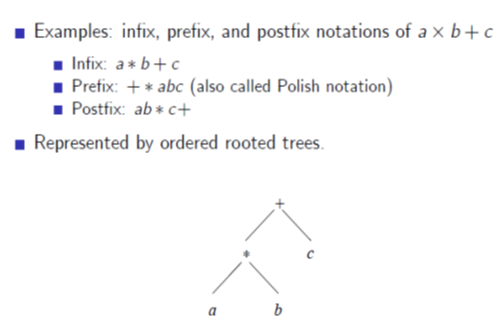 Examples: infix, prefix, and postfix notations of a × b + c
Infix: a * b + c
Prefix: + * abc (also called Polish notation)
Postfix: ab * c+
Represented by ordered rooted trees.
+
* c
a b